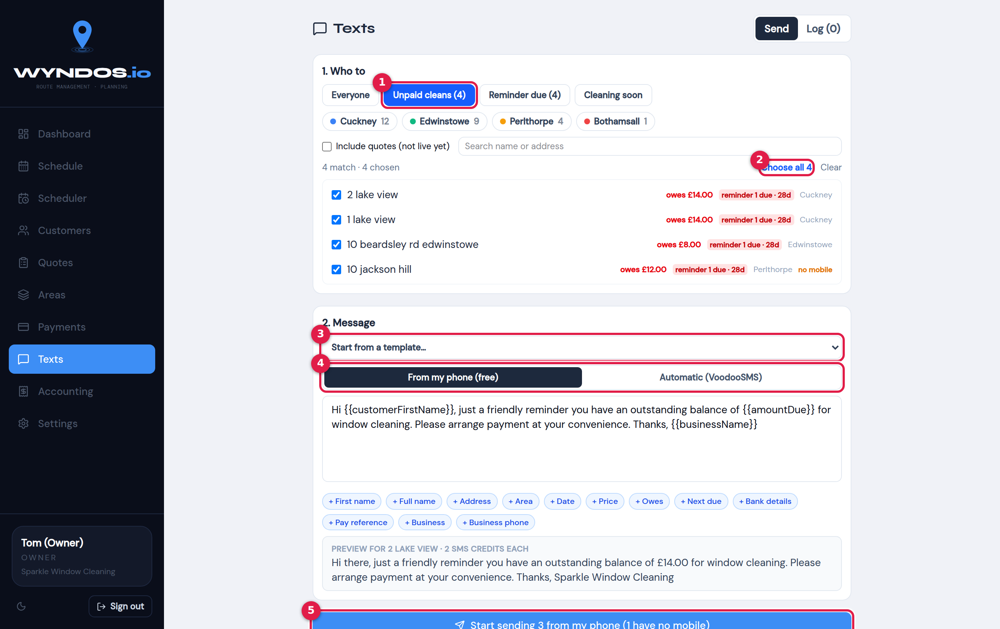 WYNDOS.io
ROUTE MANAGEMENT · PLANNING
Dashboard
Schedule
Scheduler
Customers
Quotes
Areas
Payments
Texts
Accounting
Settings
Tom (Owner)
OWNER
Sparkle Window Cleaning
Sign out
Texts
Send Log (0)
1. Who to
1
Everyone Unpaid cleans (4) Reminder due (4) Cleaning soon
Cuckney 12 Edwinstowe 9 Perlthorpe 4 Bothamsall 1
Include quotes (not live yet) Search name or address
2
4 match · 4 chosen Choose all 4 Clear
2 lake view owes £14.00 reminder 1 due · 28d Cuckney
1 lake view owes £14.00 reminder 1 due · 28d Cuckney
10 beardsley rd edwinstowe owes £8.00 reminder 1 due · 28d Edwinstowe
10 jackson hill owes £12.00 reminder 1 due · 28d Perlthorpe no mobile
2. Message
3
Start from a template...
4
From my phone (free) Automatic (VoodooSMS)
Hi {{customerFirstName}}, just a friendly reminder you have an outstanding balance of {{amountDue}} for
window cleaning. Please arrange payment at your convenience. Thanks, {{businessName}}
+ First name + Full name + Address + Area + Date + Price + Owes + Next due + Bank details
+ Pay reference + Business + Business phone
PREVIEW FOR 2 LAKE VIEW · 2 SMS CREDITS EACH
Hi there, just a friendly reminder you have an outstanding balance of £14.00 for window cleaning. Please
arrange payment at your convenience. Thanks, Sparkle Window Cleaning
5
Start sending 3 from my phone (1 have no mobile)